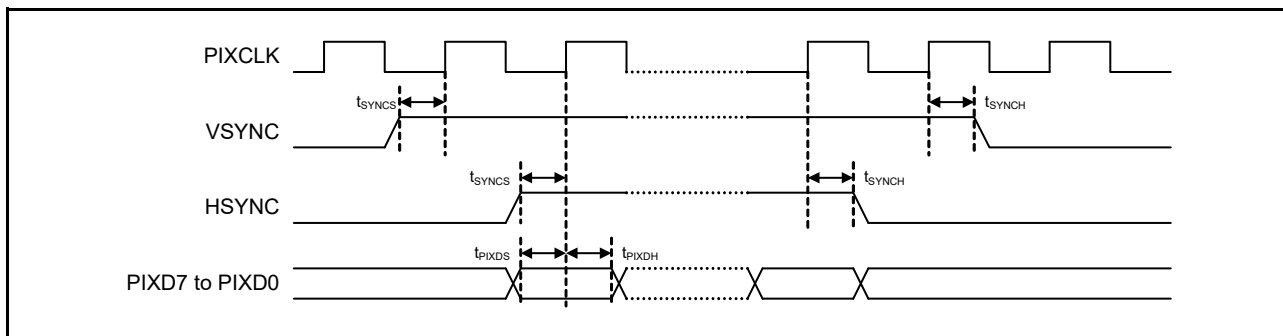 PIXCLK
tSYNCS
tSYNCH
VSYNC
tSYNCS
tSYNCH
HSYNC
tPIXDS
tPIXDH
PIXD7 to PIXD0